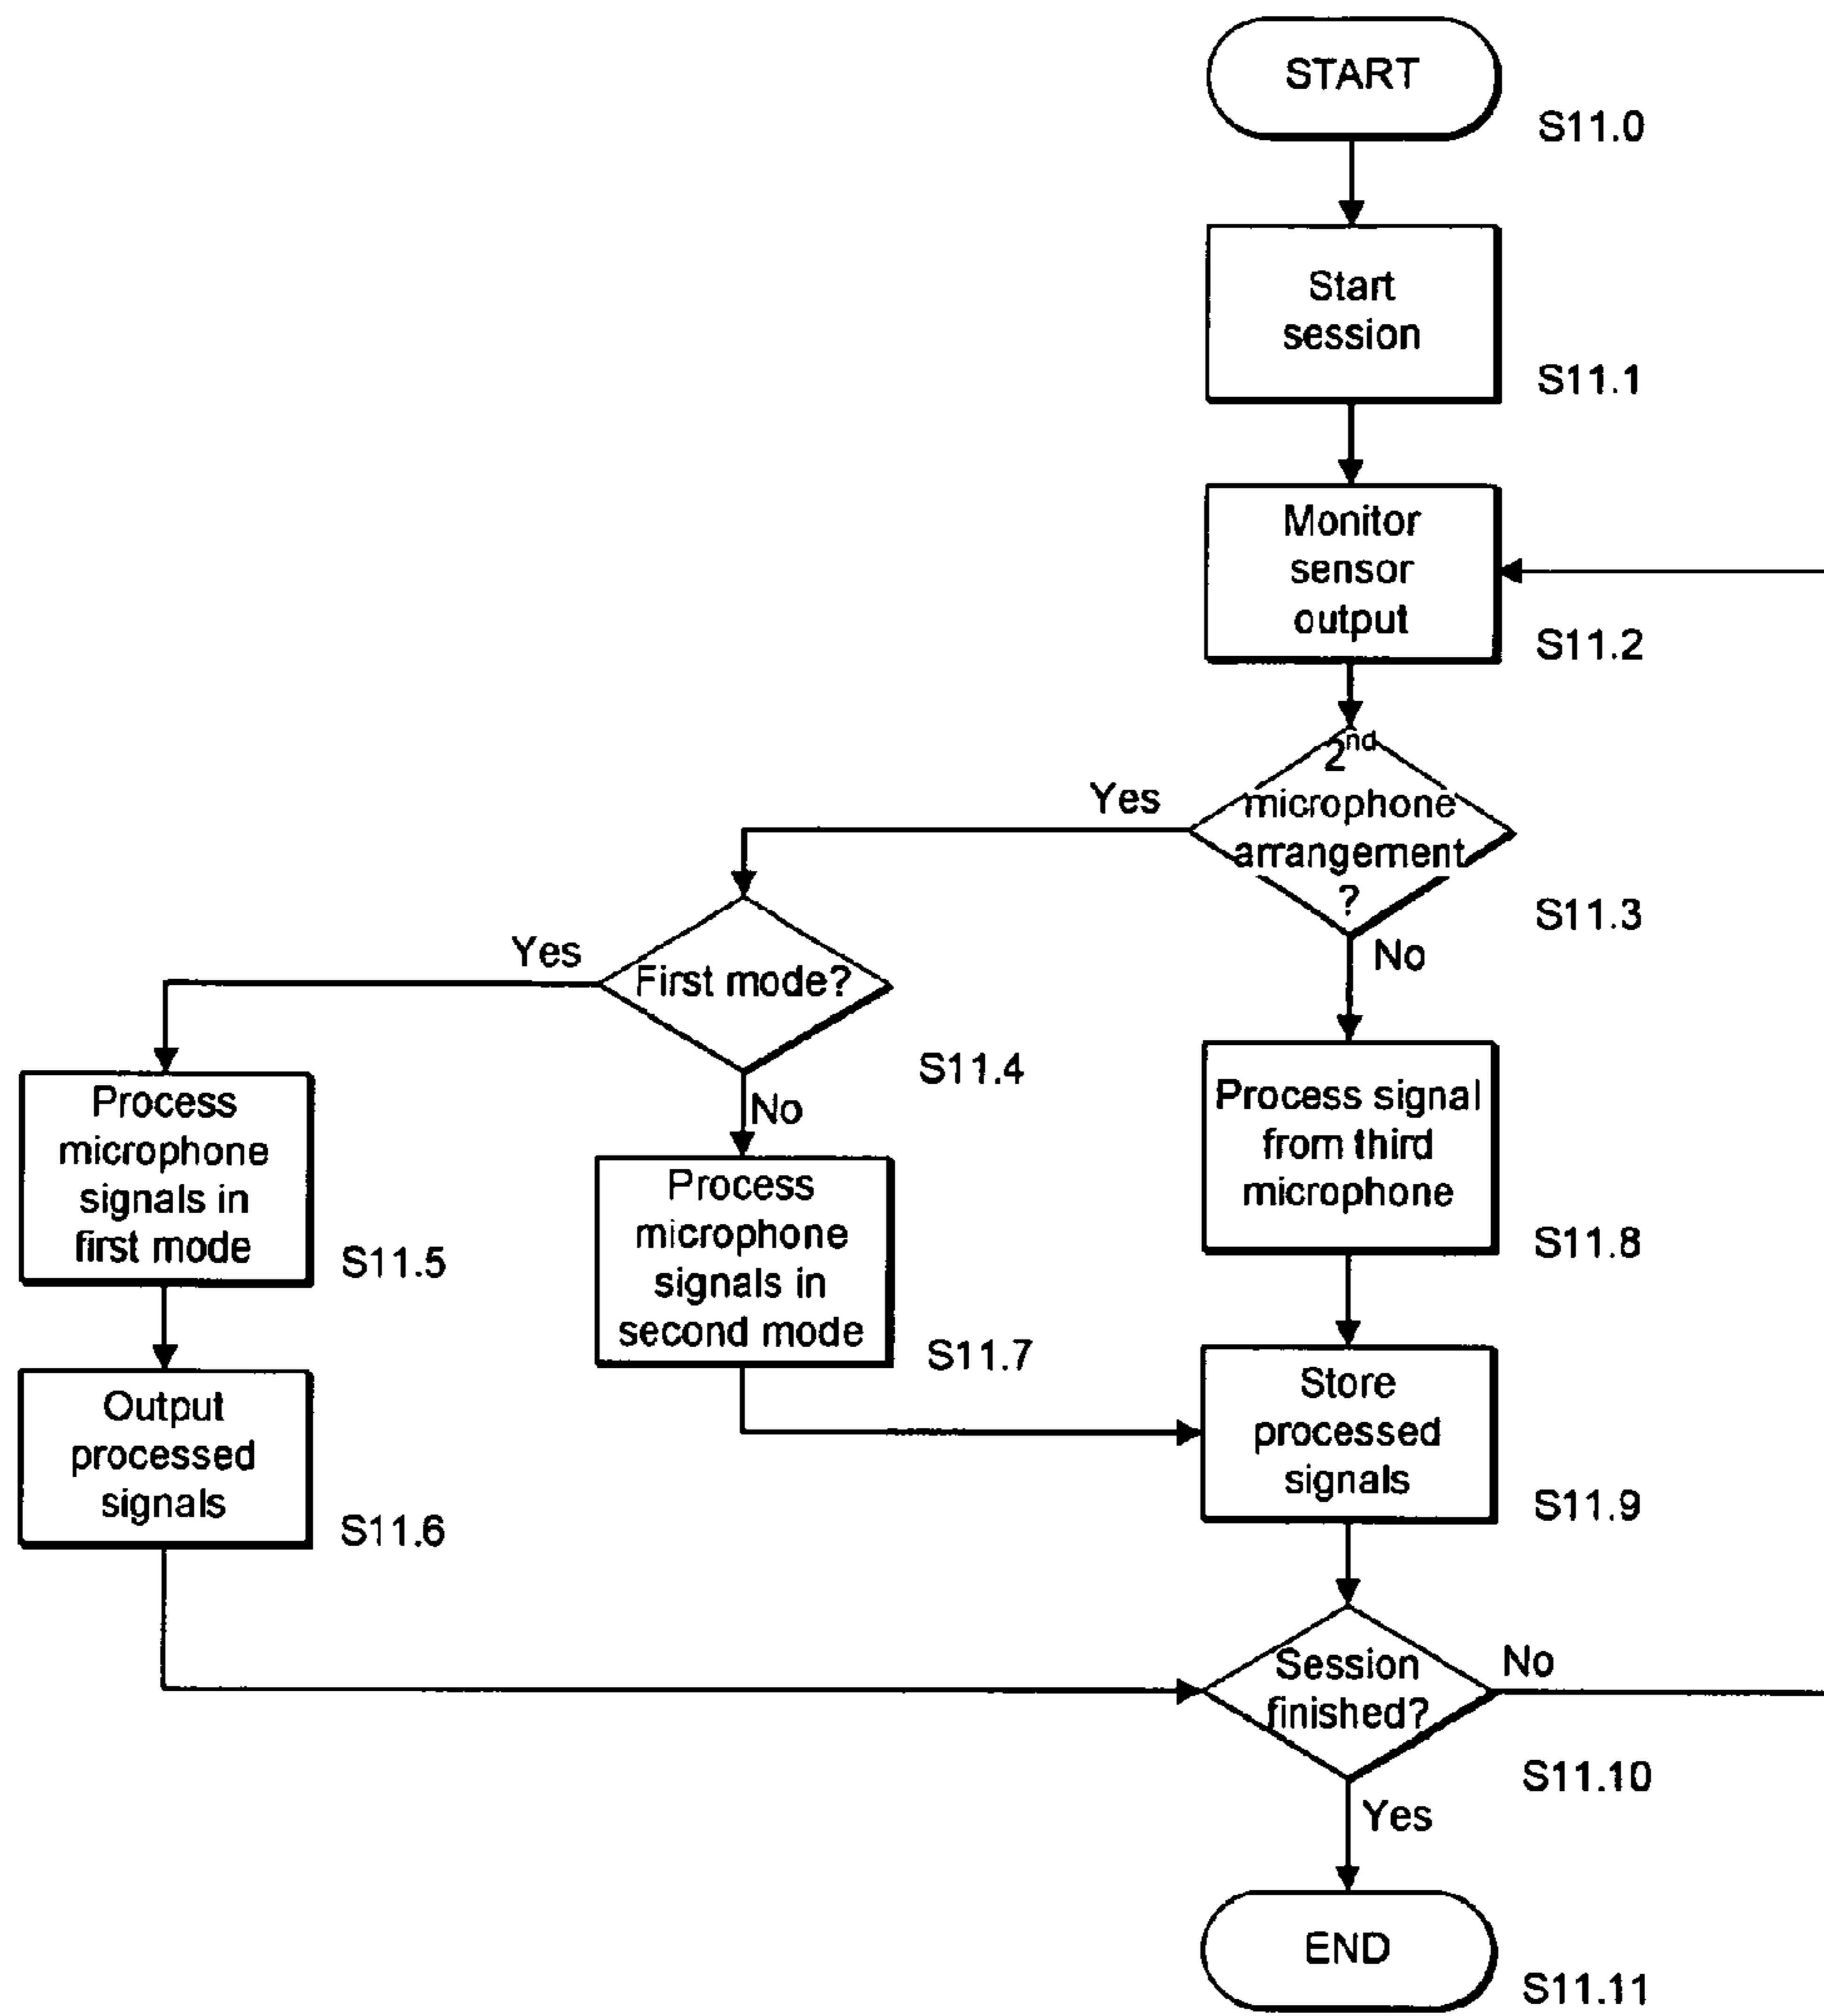 START
S11.0
Start
session
S11.1
Monitor
sensor
output
S11.2
2nd
microphone
arrangement
?
S11.3
Yes
No
First mode?
S11.4
Yes
No
Process
microphone
signals in
first mode
S11.5
Output
processed
signals
S11.6
Process
microphone
signals in
second mode
S11.7
Process signal
from third
microphone
S11.8
Store
processed
signals
S11.9
Session
finished?
No
S11.10
Yes
END
S11.11